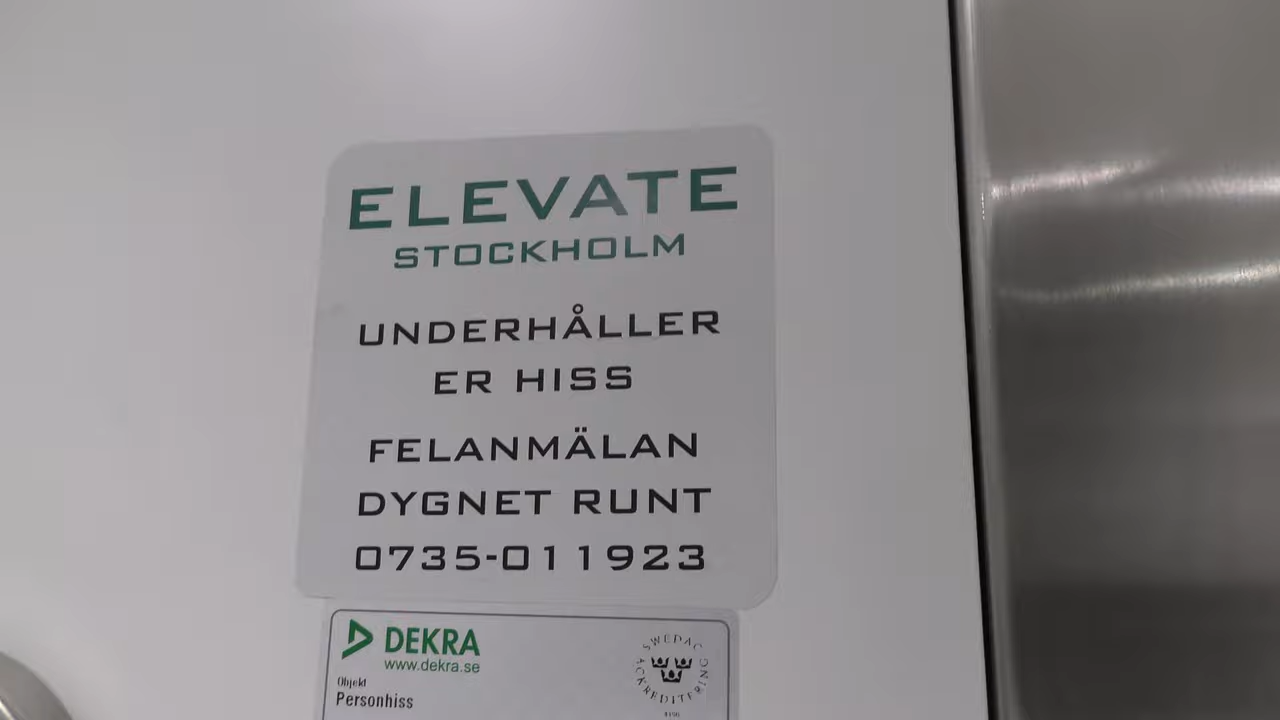 ELEVATE
STOCKHOLM
UNDERHÅLLER
ER HISS
FELANMÄLAN
DYGNET RUNT
0735-011923
DEKRA
www.dekra.se
SWEDAC
ACKREDITERING
Objekt
Personhiss